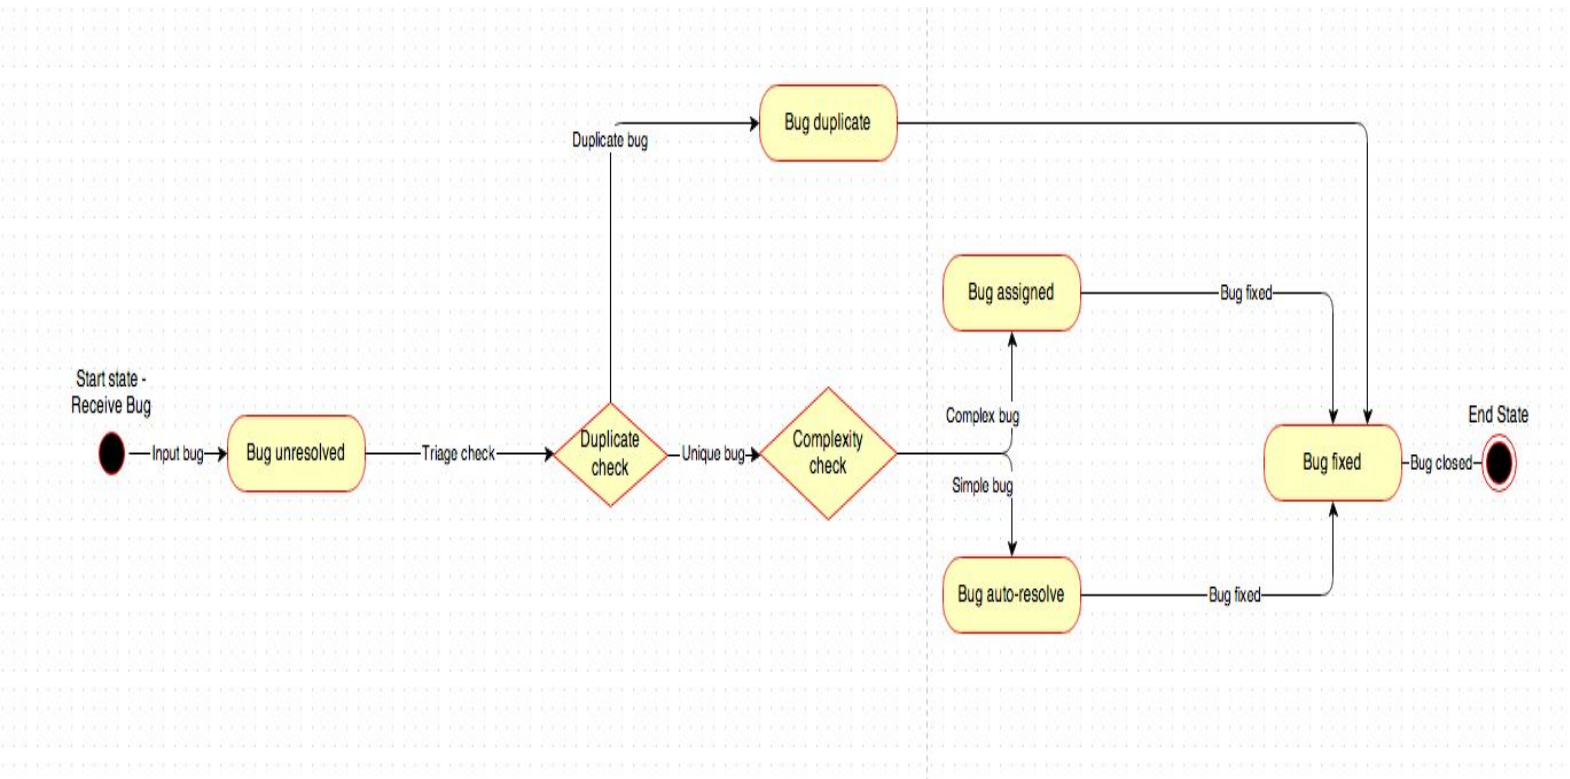 Bug duplicate
Duplicate bug
Bug assigned
Bug fixed
Start state -
Receive Bug
Input bug
Bug unresolved
Triage check
Duplicate
check
Unique bug
Complexity
check
Complex bug
Simple bug
End State
Bug fixed
Bug closed
Bug auto-resolve
Bug fixed